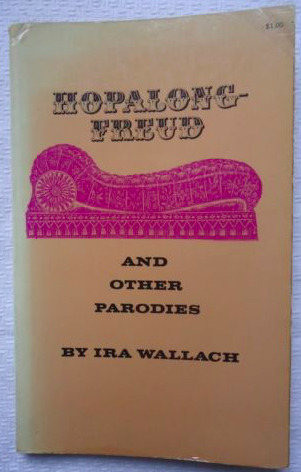 $1.00
HOPALONG-
FREUD
AND
OTHER
PARODIES
BY IRA WALLACH